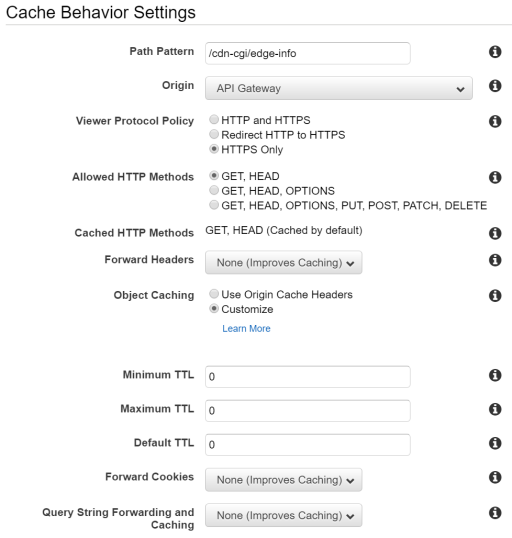 Cache Behavior Settings
Path Pattern /cdn-cgi/edge-info
Origin API Gateway
Viewer Protocol Policy HTTP and HTTPS
Redirect HTTP to HTTPS
HTTPS Only
Allowed HTTP Methods GET, HEAD
GET, HEAD, OPTIONS
GET, HEAD, OPTIONS, PUT, POST, PATCH, DELETE
Cached HTTP Methods GET, HEAD (Cached by default)
Forward Headers None (Improves Caching)
Object Caching Use Origin Cache Headers
Customize
Learn More
Minimum TTL 0
Maximum TTL 0
Default TTL 0
Forward Cookies None (Improves Caching)
Query String Forwarding and None (Improves Caching)
Caching